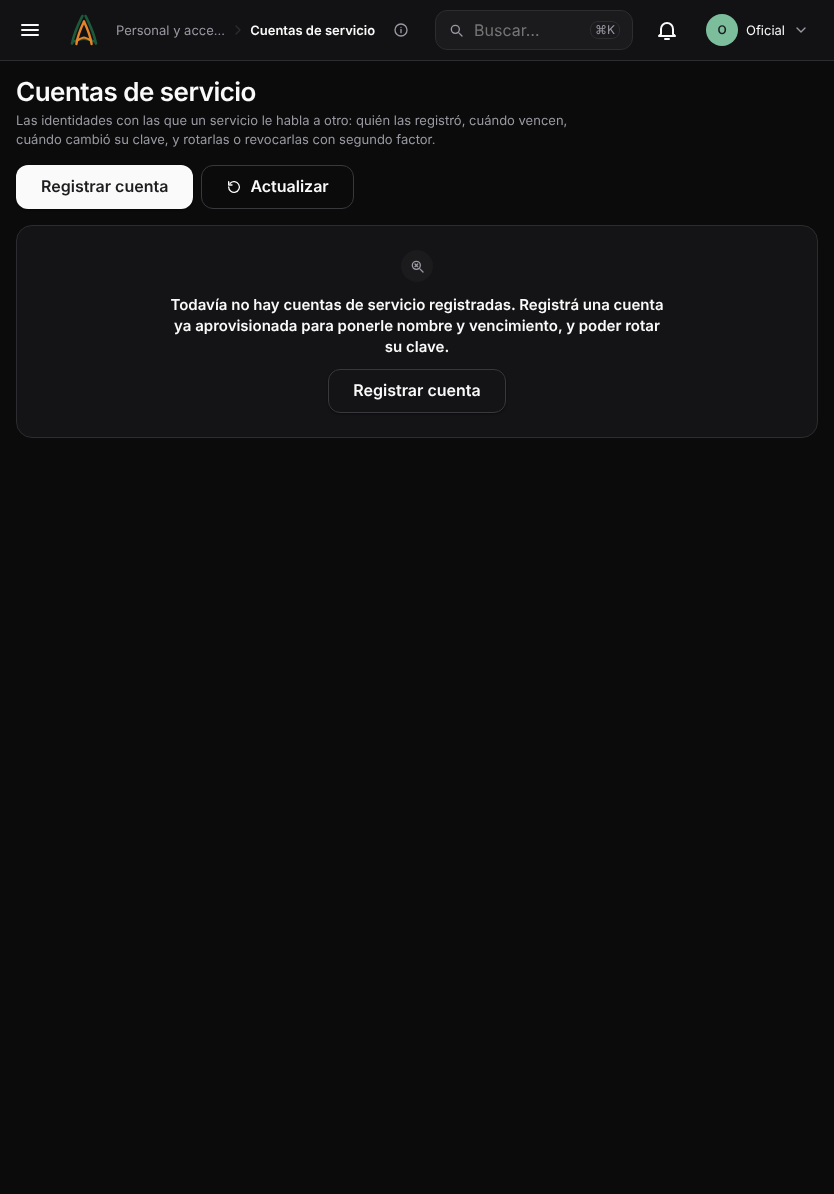 Personal y acce... Cuentas de servicio Buscar... ⌘K O Oficial
Cuentas de servicio
Las identidades con las que un servicio le habla a otro: quién las registró, cuándo vencen,
cuándo cambió su clave, y rotarlas o revocarlas con segundo factor.
Registrar cuenta Actualizar
Todavía no hay cuentas de servicio registradas. Registrá una cuenta
ya aprovisionada para ponerle nombre y vencimiento, y poder rotar
su clave.
Registrar cuenta